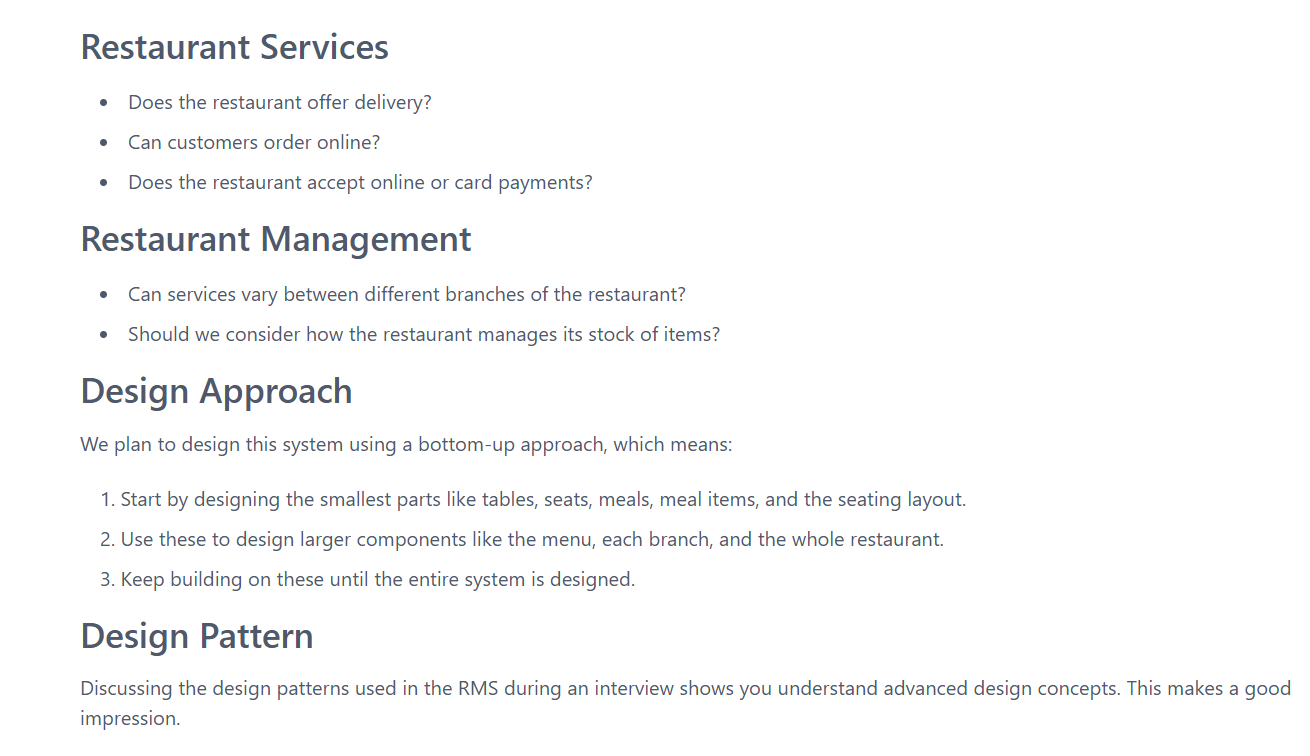 Restaurant Services
• Does the restaurant offer delivery?
• Can customers order online?
• Does the restaurant accept online or card payments?
Restaurant Management
• Can services vary between different branches of the restaurant?
• Should we consider how the restaurant manages its stock of items?
Design Approach
We plan to design this system using a bottom-up approach, which means:
1. Start by designing the smallest parts like tables, seats, meals, meal items, and the seating layout.
2. Use these to design larger components like the menu, each branch, and the whole restaurant.
3. Keep building on these until the entire system is designed.
Design Pattern
Discussing the design patterns used in the RMS during an interview shows you understand advanced design concepts. This makes a good
impression.